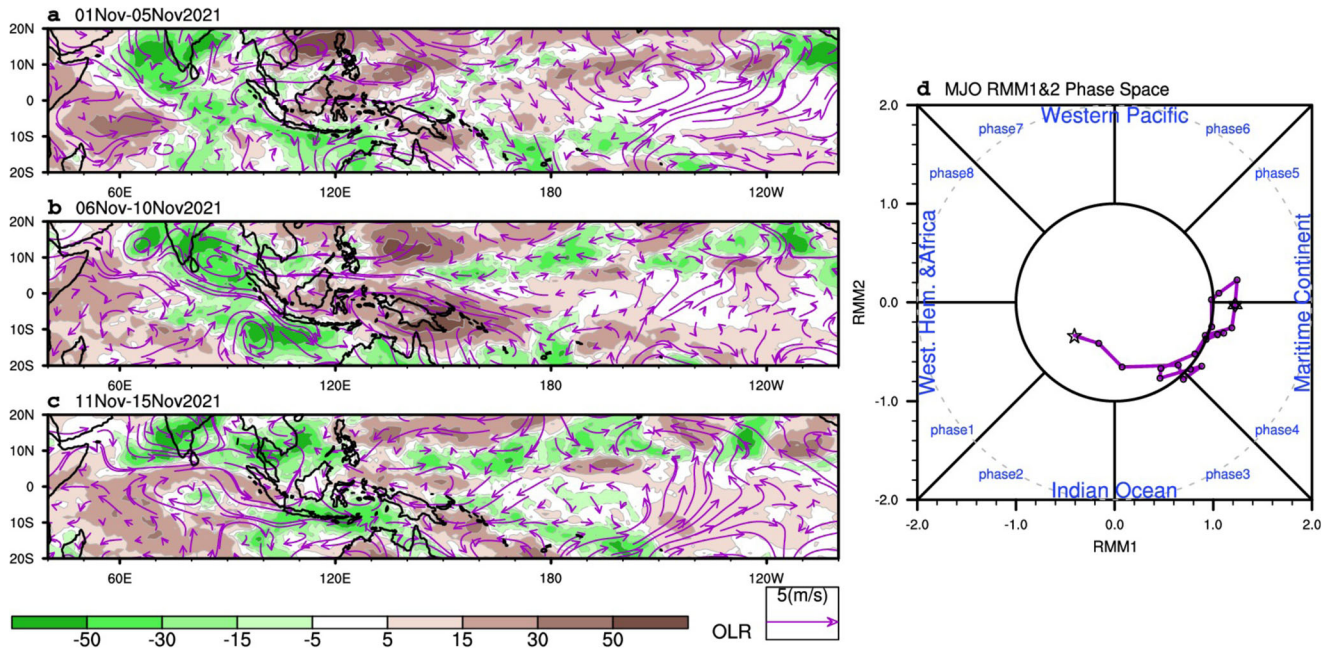 a 01Nov-05Nov2021
20N
10N
0
10S
20S
60E 120E 180 120W
b 06Nov-10Nov2021
20N
10N
0
10S
20S
c 11Nov-15Nov2021
20N
10N
0
10S
20S
60E 120E 180 120W
-50 -30 -15 -5 5 15 30 50
OLR
5(m/s)
d MJO RMM1&2 Phase Space
2.0
1.0
0.0
-1.0
-2.0
RMM2
Western Pacific
phase7
phase6
phase8
phase5
West. Hem. &Africa
Maritime Continent
phase1
phase4
phase2
phase3
Indian Ocean
-2.0 -1.0 0.0 1.0 2.0
RMM1